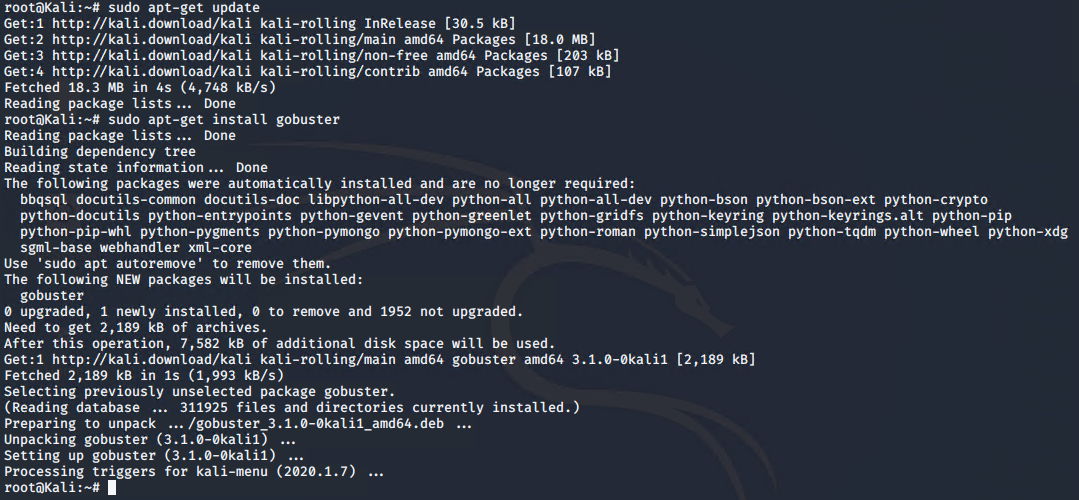 root@Kali:~# sudo apt-get update
Get:1 http://kali.download/kali kali-rolling InRelease [30.5 kB]
Get:2 http://kali.download/kali kali-rolling/main amd64 Packages [18.0 MB]
Get:3 http://kali.download/kali kali-rolling/non-free amd64 Packages [203 kB]
Get:4 http://kali.download/kali kali-rolling/contrib amd64 Packages [107 kB]
Fetched 18.3 MB in 4s (4,748 kB/s)
Reading package lists... Done
root@Kali:~# sudo apt-get install gobuster
Reading package lists... Done
Building dependency tree
Reading state information... Done
The following packages were automatically installed and are no longer required:
  bbqsql docutils-common docutils-doc libpython-all-dev python-all python-all-dev python-bson python-bson-ext python-crypto
  python-docutils python-entrypoints python-gevent python-greenlet python-gridfs python-keyring python-keyrings.alt python-pip
  python-pip-whl python-pygments python-pymongo python-pymongo-ext python-roman python-simplejson python-tqdm python-wheel python-xdg
  sgml-base webhandler xml-core
Use 'sudo apt autoremove' to remove them.
The following NEW packages will be installed:
  gobuster
0 upgraded, 1 newly installed, 0 to remove and 1952 not upgraded.
Need to get 2,189 kB of archives.
After this operation, 7,582 kB of additional disk space will be used.
Get:1 http://kali.download/kali kali-rolling/main amd64 gobuster amd64 3.1.0-0kali1 [2,189 kB]
Fetched 2,189 kB in 1s (1,993 kB/s)
Selecting previously unselected package gobuster.
(Reading database ... 311925 files and directories currently installed.)
Preparing to unpack .../gobuster_3.1.0-0kali1_amd64.deb ...
Unpacking gobuster (3.1.0-0kali1) ...
Setting up gobuster (3.1.0-0kali1) ...
Processing triggers for kali-menu (2020.1.7) ...
root@Kali:~#